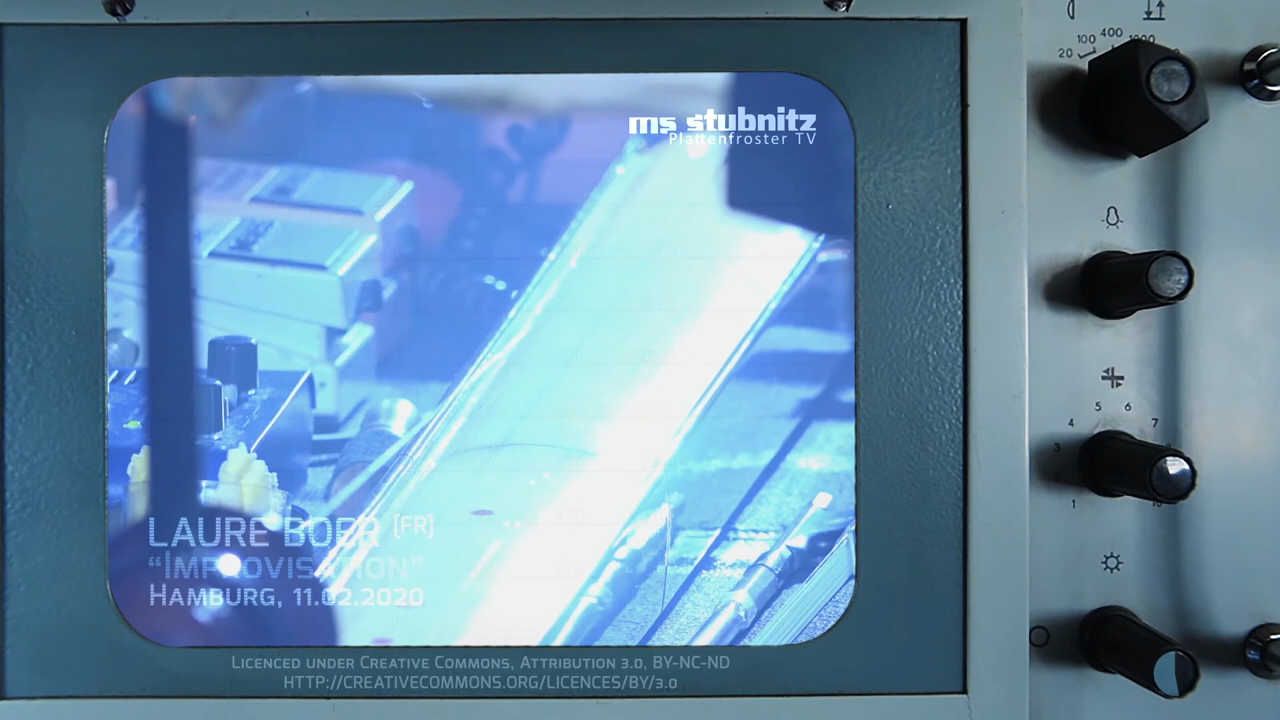 ms stubnitz
Plattenfroster TV
LAURE BOER [FR]
“IMPROVISATION”
HAMBURG, 11.02.2020
LICENCED UNDER CREATIVE COMMONS, ATTRIBUTION 3.0, BY-NC-ND
HTTP://CREATIVECOMMONS.ORG/LICENCES/BY/3.0
20 100 400
4 5 6 7
3
1 10